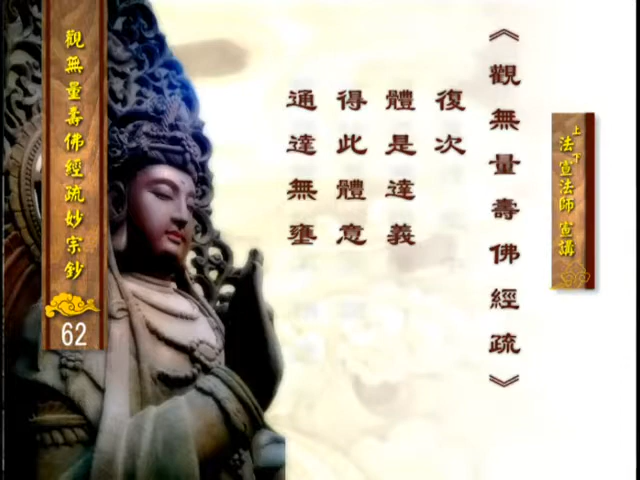 《觀無量壽佛經疏》
復次
體是達義
得此體意
通達無壅
上法下宣法師 宣講
觀無量壽佛經疏妙宗鈔
62